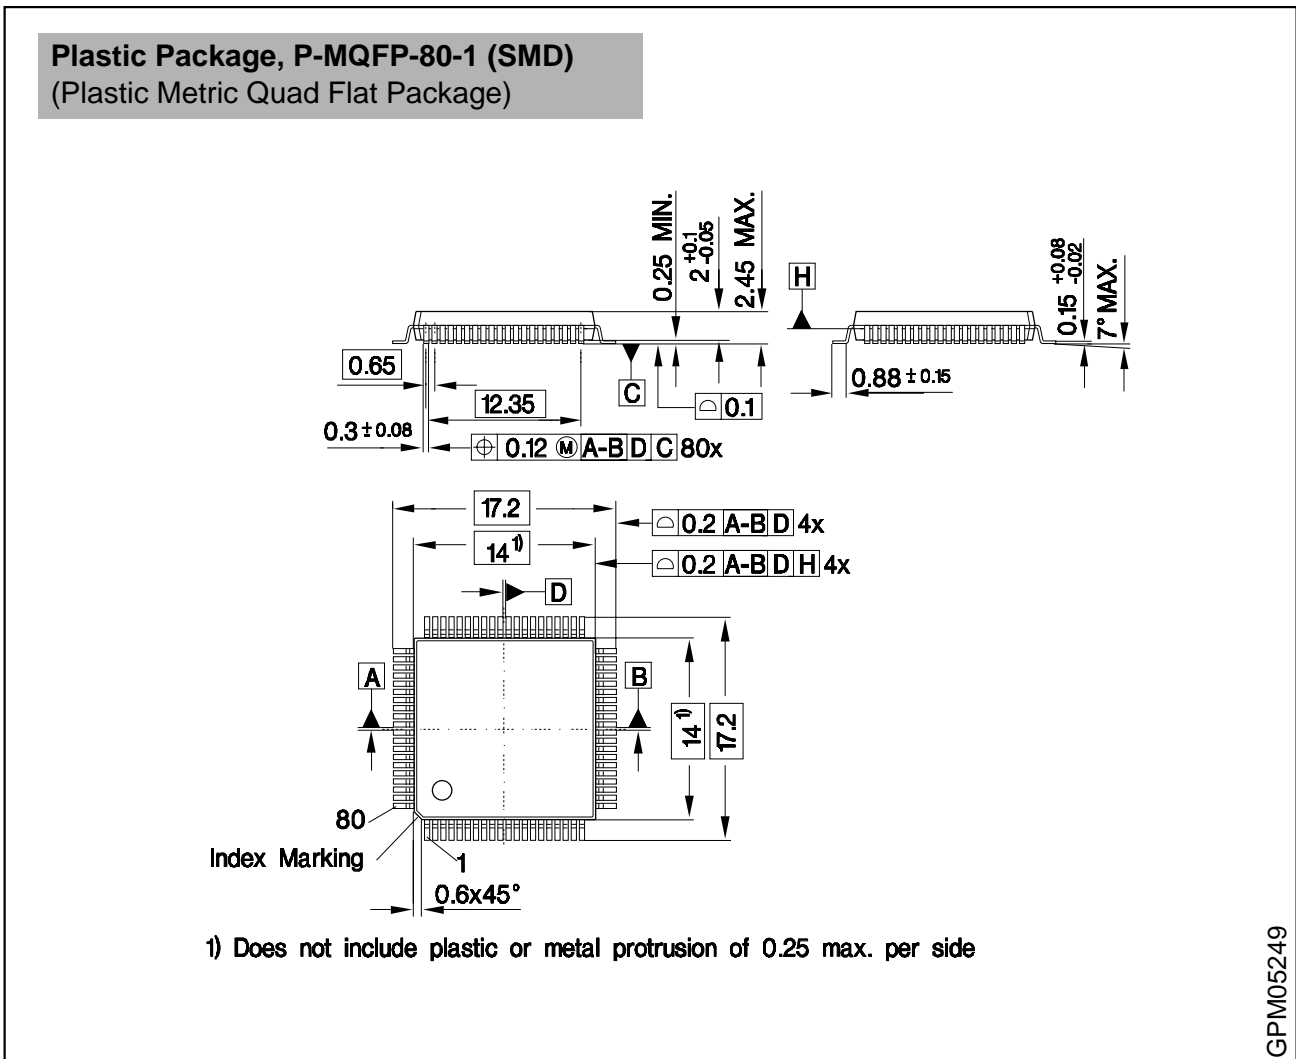 Plastic Package, P-MQFP-80-1 (SMD)
(Plastic Metric Quad Flat Package)
0.25 MIN.
2 +0.1 -0.05
2.45 MAX.
H
0.15 +0.08 -0.02
7° MAX.
0.65
C
0.88 ± 0.15
12.35
0.1
0.3 ± 0.08
0.12 Ⓜ A-B D C 80x
17.2
0.2 A-B D 4x
14 1)
0.2 A-B D H 4x
D
A
B
14 1)
17.2
80
Index Marking
1
0.6x45°
1) Does not include plastic or metal protrusion of 0.25 max. per side
GPM05249